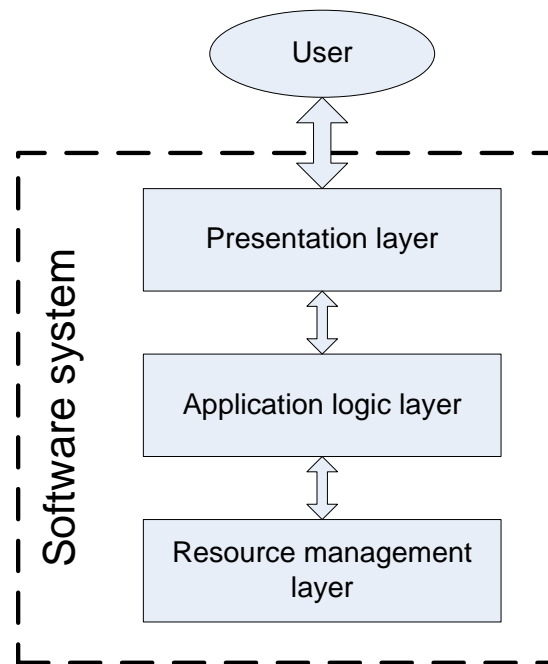 User
Software system
Presentation layer
Application logic layer
Resource management
layer